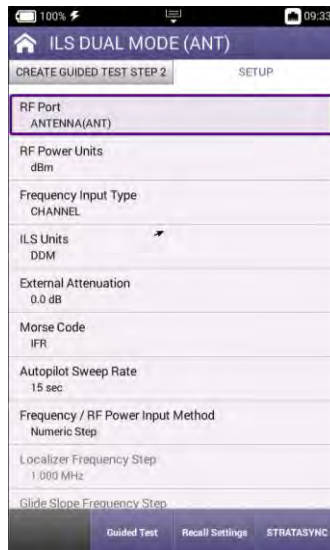 100% 09:33
ILS DUAL MODE (ANT)
CREATE GUIDED TEST STEP 2 SETUP
RF Port
ANTENNA(ANT)
RF Power Units
dBm
Frequency Input Type
CHANNEL
ILS Units
DDM
External Attenuation
0.0 dB
Morse Code
IFR
Autopilot Sweep Rate
15 sec
Frequency / RF Power Input Method
Numeric Step
Localizer Frequency Step
1.000 MHz
Glide Slope Frequency Step
Guided Test Recall Settings STRATASYNC